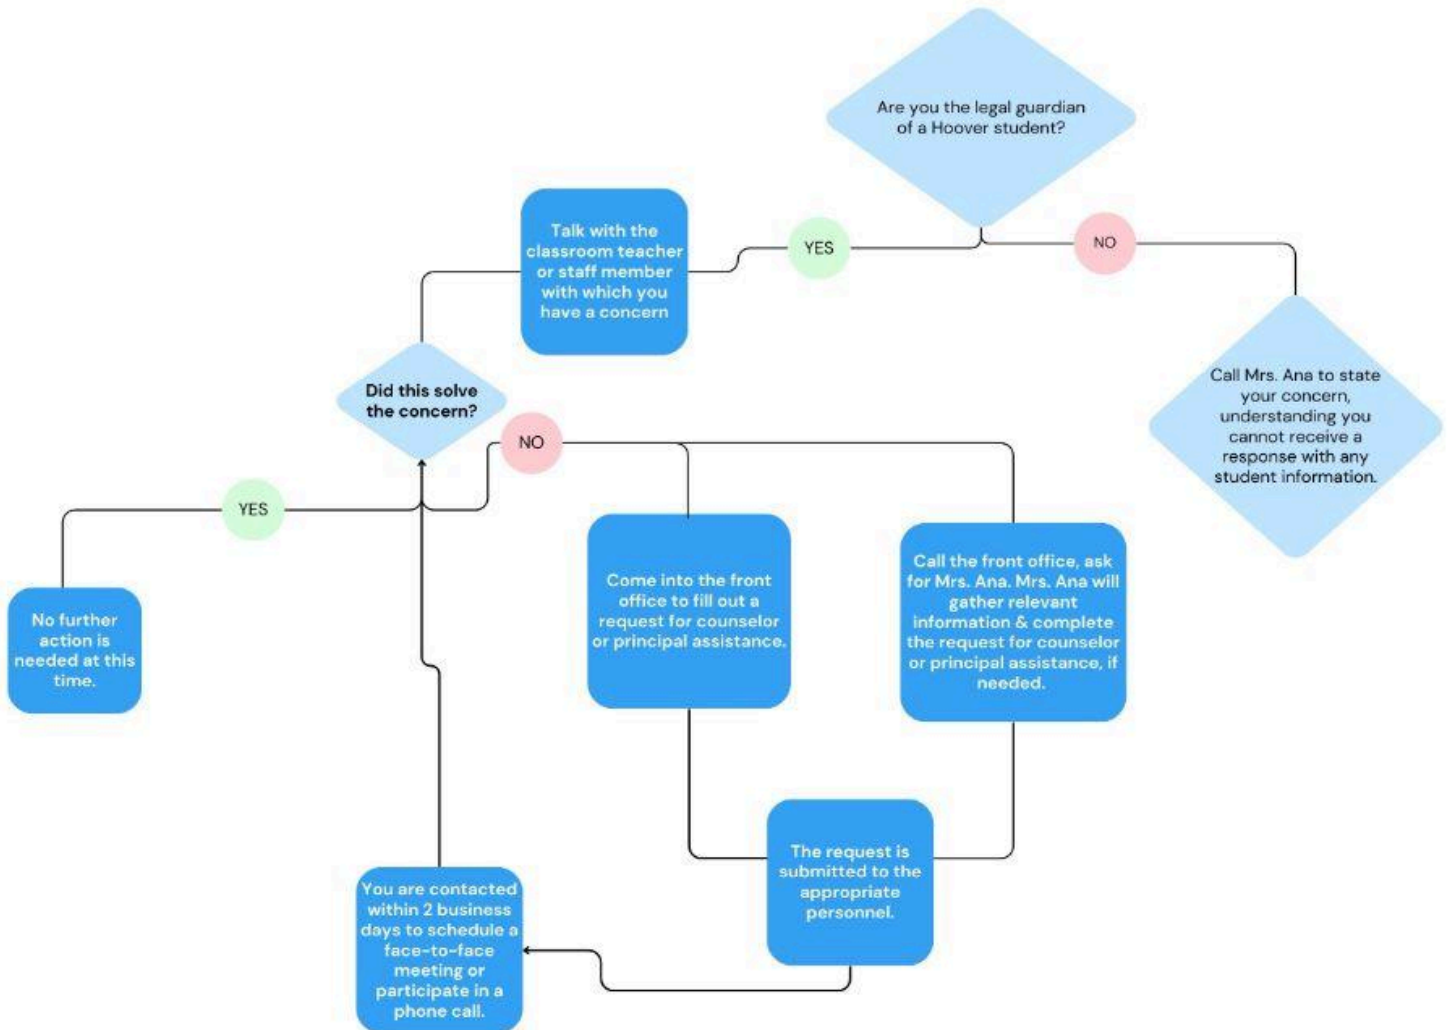 Are you the legal guardian
of a Hoover student?
YES
NO
Talk with the
classroom teacher
or staff member
with which you
have a concern
Call Mrs. Ana to state
your concern,
understanding you
cannot receive a
response with any
student information.
Did this solve
the concern?
NO
YES
No further
action is
needed at this
time.
Come into the front
office to fill out a
request for counselor
or principal assistance.
Call the front office, ask
for Mrs. Ana. Mrs. Ana will
gather relevant
information & complete
the request for counselor
or principal assistance, if
needed.
The request is
submitted to the
appropriate
personnel.
You are contacted
within 2 business
days to schedule a
face-to-face
meeting or
participate in a
phone call.